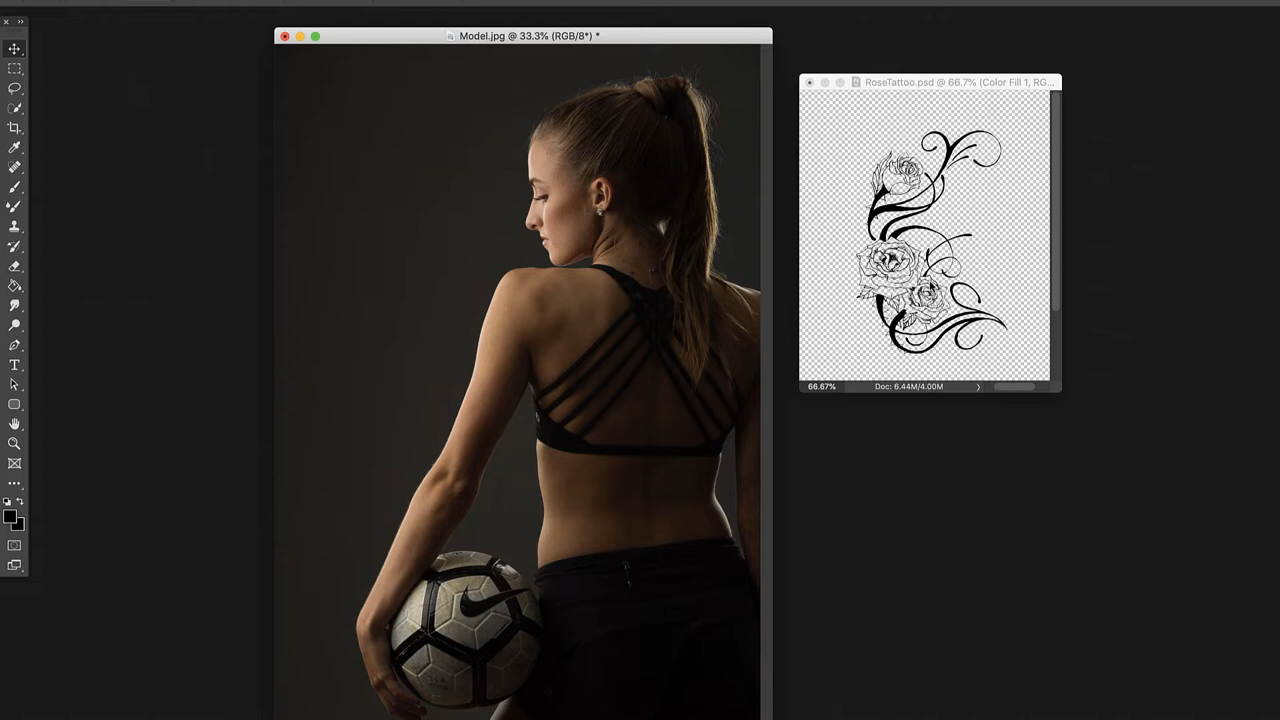 Model.jpg @ 33.3% (RGB/8*) *
RoseTattoo.psd @ 66.7% (Color Fill 1, RG...
66.67%
Doc: 6.44M/4.00M